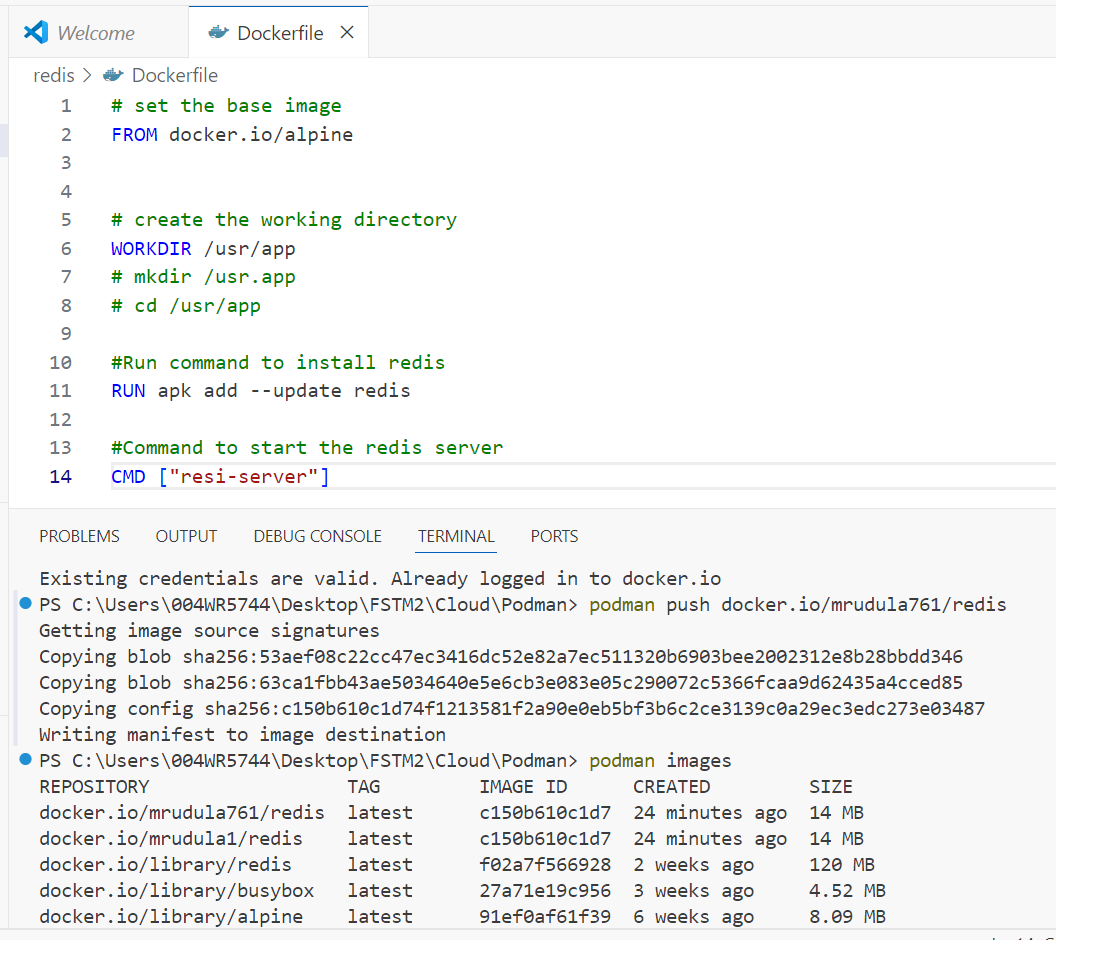 Welcome
Dockerfile
redis > Dockerfile
1 # set the base image
2 FROM docker.io/alpine
3
4
5 # create the working directory
6 WORKDIR /usr/app
7 # mkdir /usr.app
8 # cd /usr/app
9
10 #Run command to install redis
11 RUN apk add --update redis
12
13 #Command to start the redis server
14 CMD ["resi-server"]
PROBLEMS OUTPUT DEBUG CONSOLE TERMINAL PORTS
Existing credentials are valid. Already logged in to docker.io
PS C:\Users\004WR5744\Desktop\FSTM2\Cloud\Podman> podman push docker.io/mrudula761/redis
Getting image source signatures
Copying blob sha256:53aef08c22cc47ec3416dc52e82a7ec511320b6903bee2002312e8b28bbdd346
Copying blob sha256:63ca1fbb43ae5034640e5e6cb3e083e05c290072c5366fcaa9d62435a4cced85
Copying config sha256:c150b610c1d74f1213581f2a90e0eb5bf3b6c2ce3139c0a29ec3edc273e03487
Writing manifest to image destination
PS C:\Users\004WR5744\Desktop\FSTM2\Cloud\Podman> podman images
REPOSITORY TAG IMAGE ID CREATED SIZE
docker.io/mrudula761/redis latest c150b610c1d7 24 minutes ago 14 MB
docker.io/mrudula1/redis latest c150b610c1d7 24 minutes ago 14 MB
docker.io/library/redis latest f02a7f566928 2 weeks ago 120 MB
docker.io/library/busybox latest 27a71e19c956 3 weeks ago 4.52 MB
docker.io/library/alpine latest 91ef0af61f39 6 weeks ago 8.09 MB